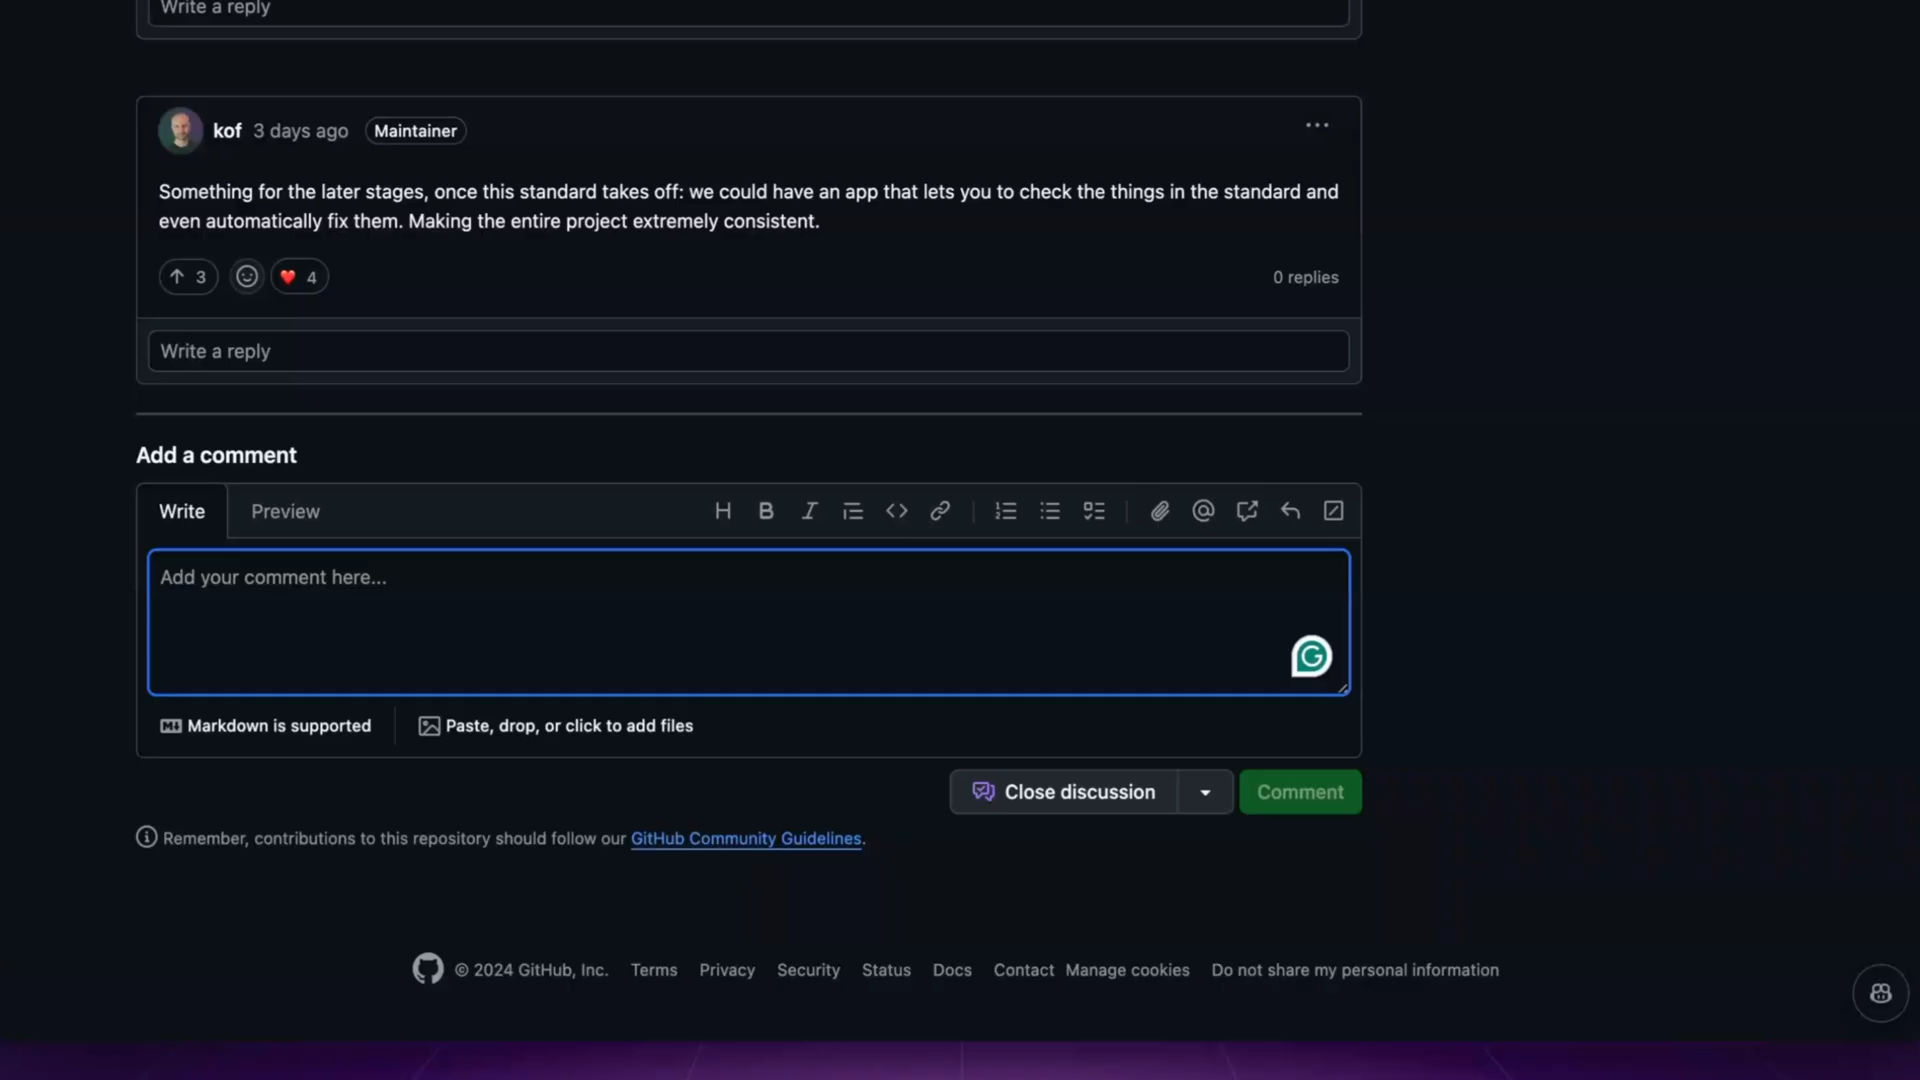 Write a reply
kof 3 days ago Maintainer
Something for the later stages, once this standard takes off: we could have an app that lets you to check the things in the standard and
even automatically fix them. Making the entire project extremely consistent.
3 4 0 replies
Write a reply
Add a comment
Write Preview
Add your comment here...
Markdown is supported Paste, drop, or click to add files
Close discussion Comment
Remember, contributions to this repository should follow our GitHub Community Guidelines.
© 2024 GitHub, Inc. Terms Privacy Security Status Docs Contact Manage cookies Do not share my personal information